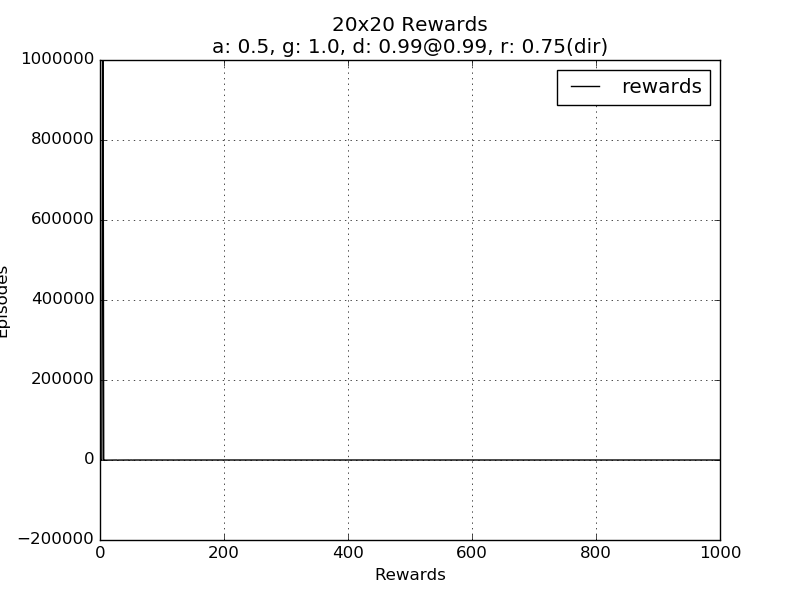 20x20 Rewards
a: 0.5, g: 1.0, d: 0.99@0.99, r: 0.75(dir)
rewards
1000000
800000
600000
400000
200000
0
−200000
Episodes
0 200 400 600 800 1000
Rewards